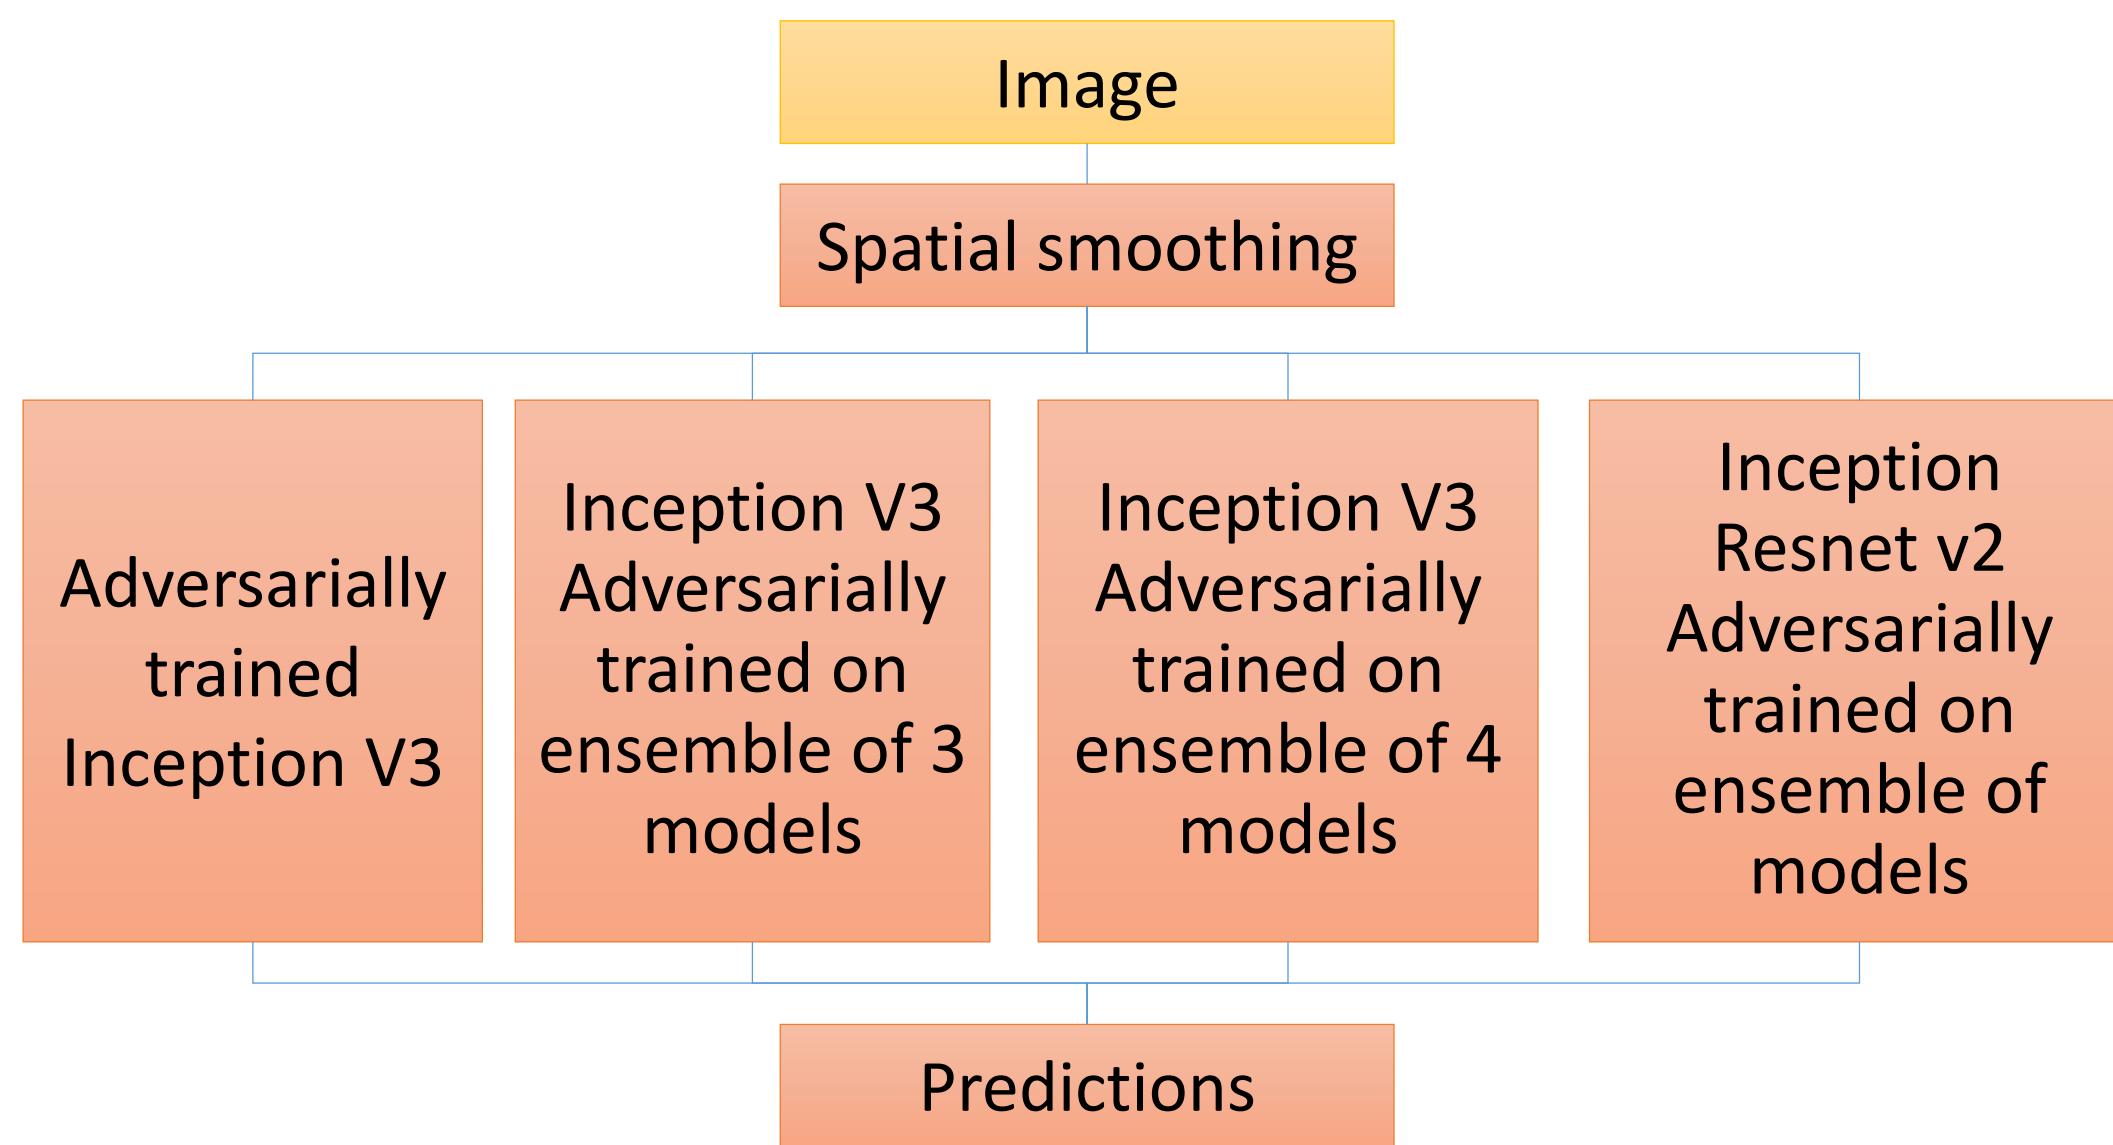 Image
Spatial smoothing
Adversarially
trained
Inception V3
Inception V3
Adversarially
trained on
ensemble of 3
models
Inception V3
Adversarially
trained on
ensemble of 4
models
Inception
Resnet v2
Adversarially
trained on
ensemble of
models
Predictions